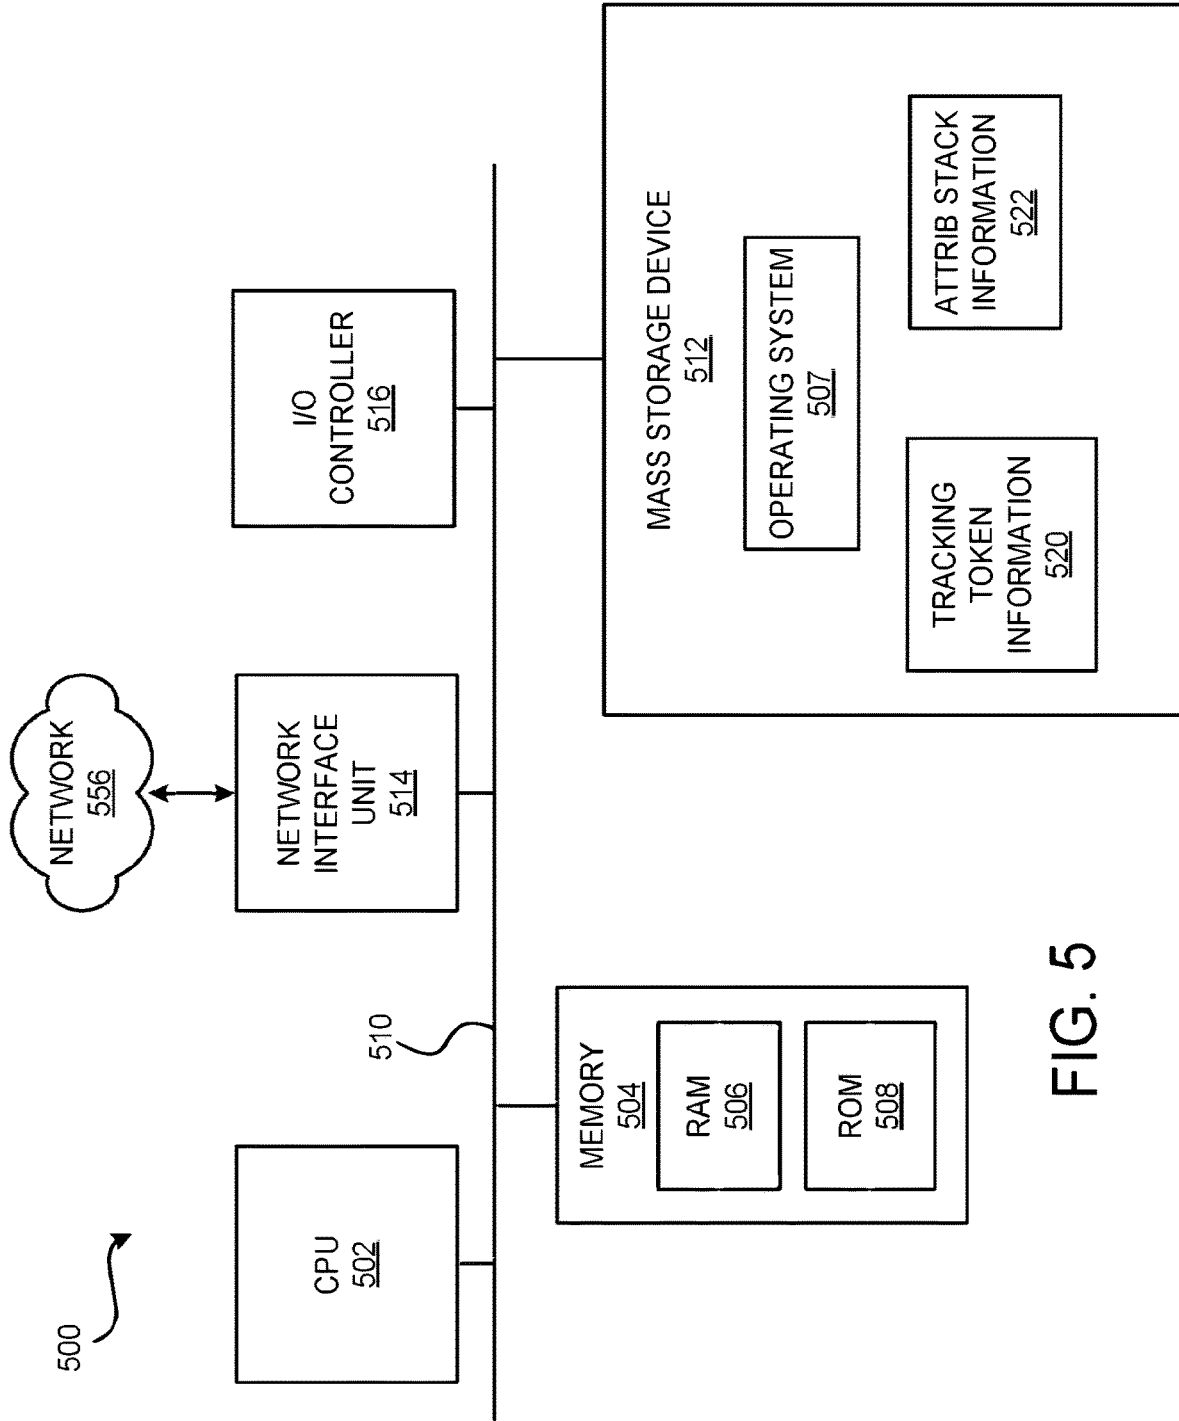 500
NETWORK
556
CPU
502
NETWORK
INTERFACE
UNIT
514
I/O
CONTROLLER
516
510
MEMORY
504
RAM
506
ROM
508
MASS STORAGE DEVICE
512
OPERATING SYSTEM
507
TRACKING
TOKEN
INFORMATION
520
ATTRIB STACK
INFORMATION
522
FIG. 5